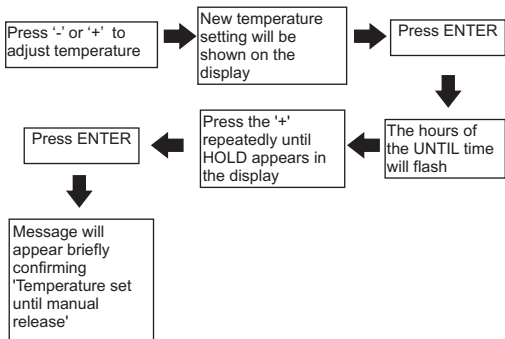 Press ‘-’ or ‘+’ to
adjust temperature
New temperature
setting will be
shown on the
display
Press ENTER
The hours of
the UNTIL time
will flash
Press the '+'
repeatedly until
HOLD appears in
the display
Press ENTER
Message will
appear briefly
confirming
'Temperature set
until manual
release'